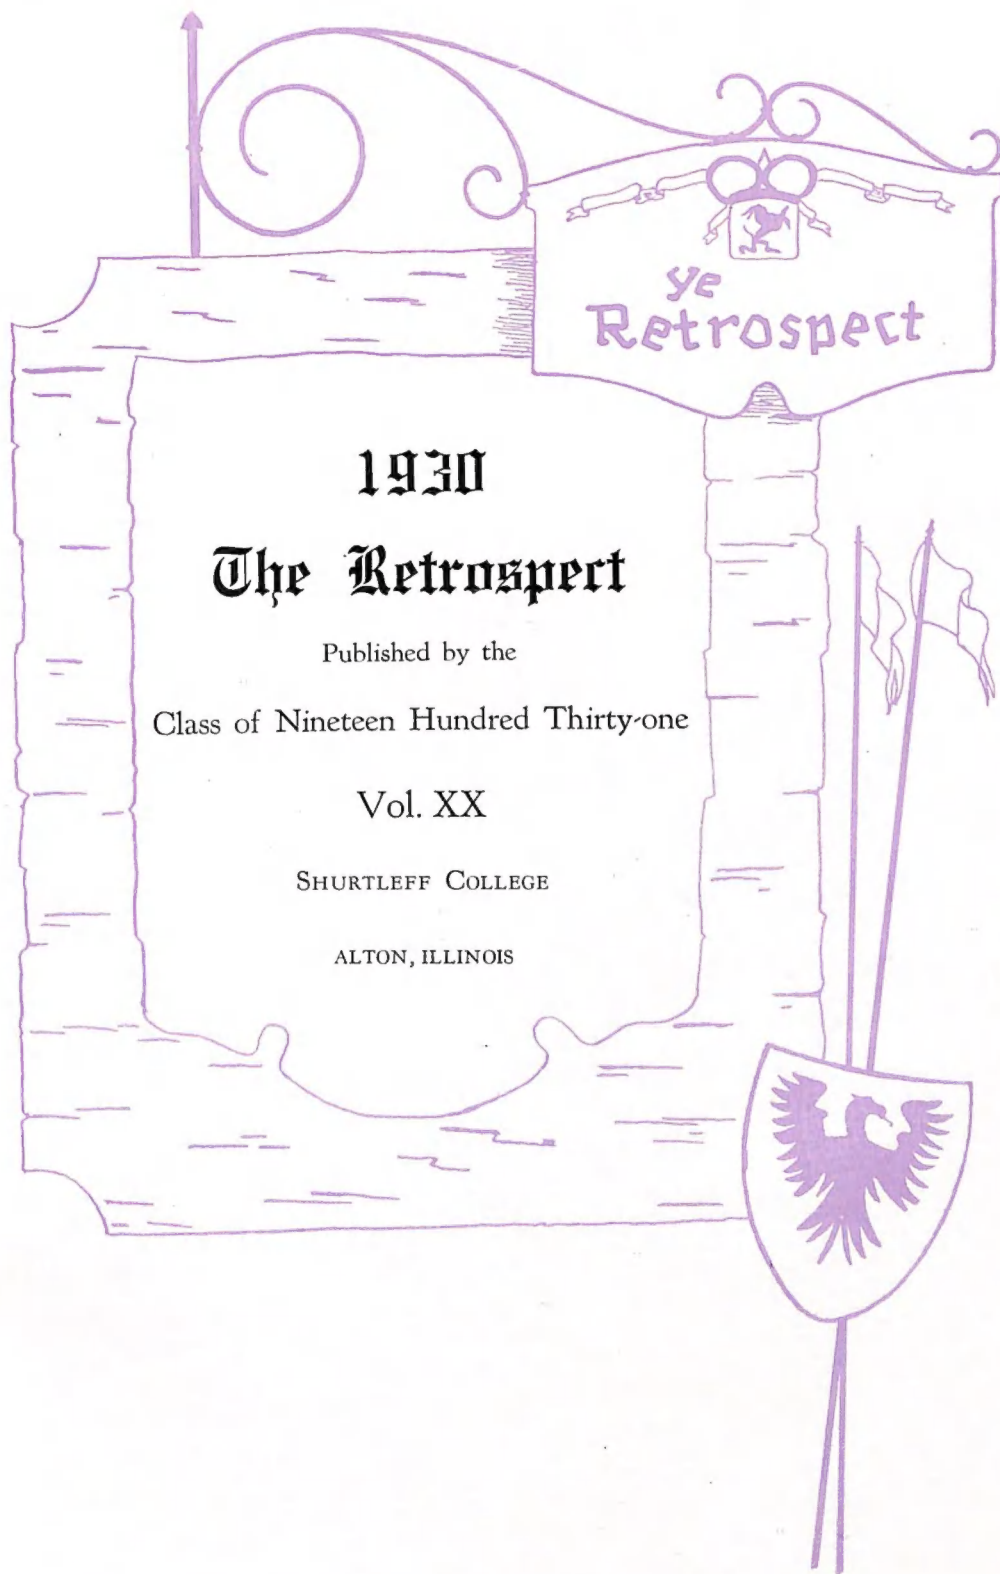 ye
Retrospect
1930
The Retrospect
Published by the
Class of Nineteen Hundred Thirty-one
Vol. XX
SHURTLEFF COLLEGE
ALTON, ILLINOIS